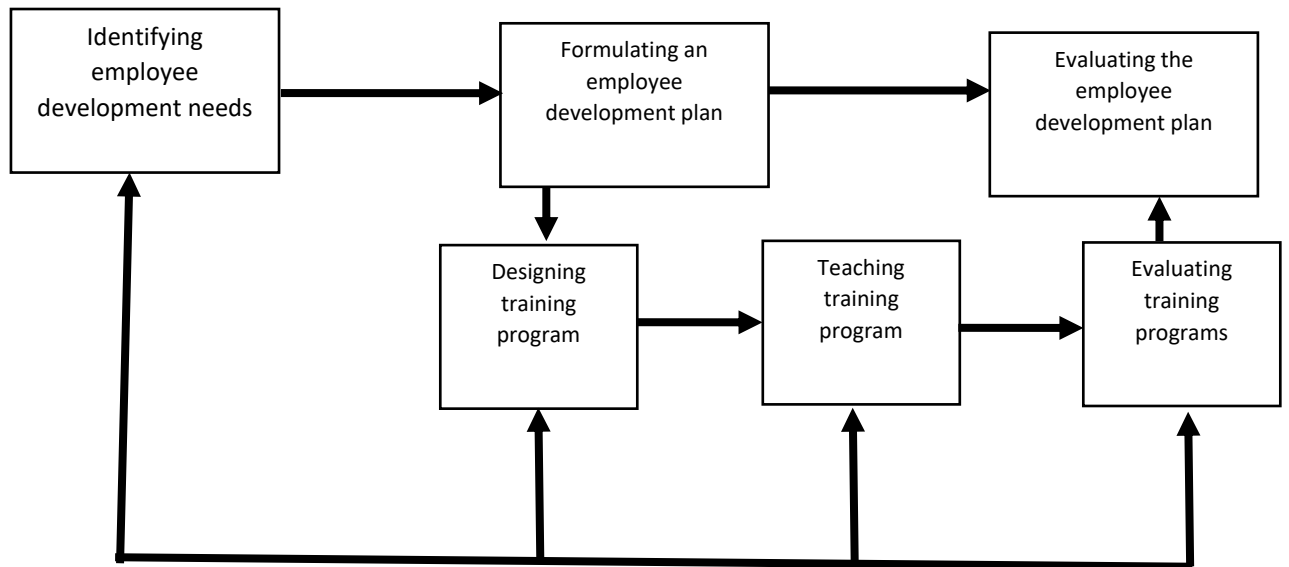 Identifying
employee
development needs
Formulating an
employee
development plan
Evaluating the
employee
development plan
Designing
training
program
Teaching
training
program
Evaluating
training
programs